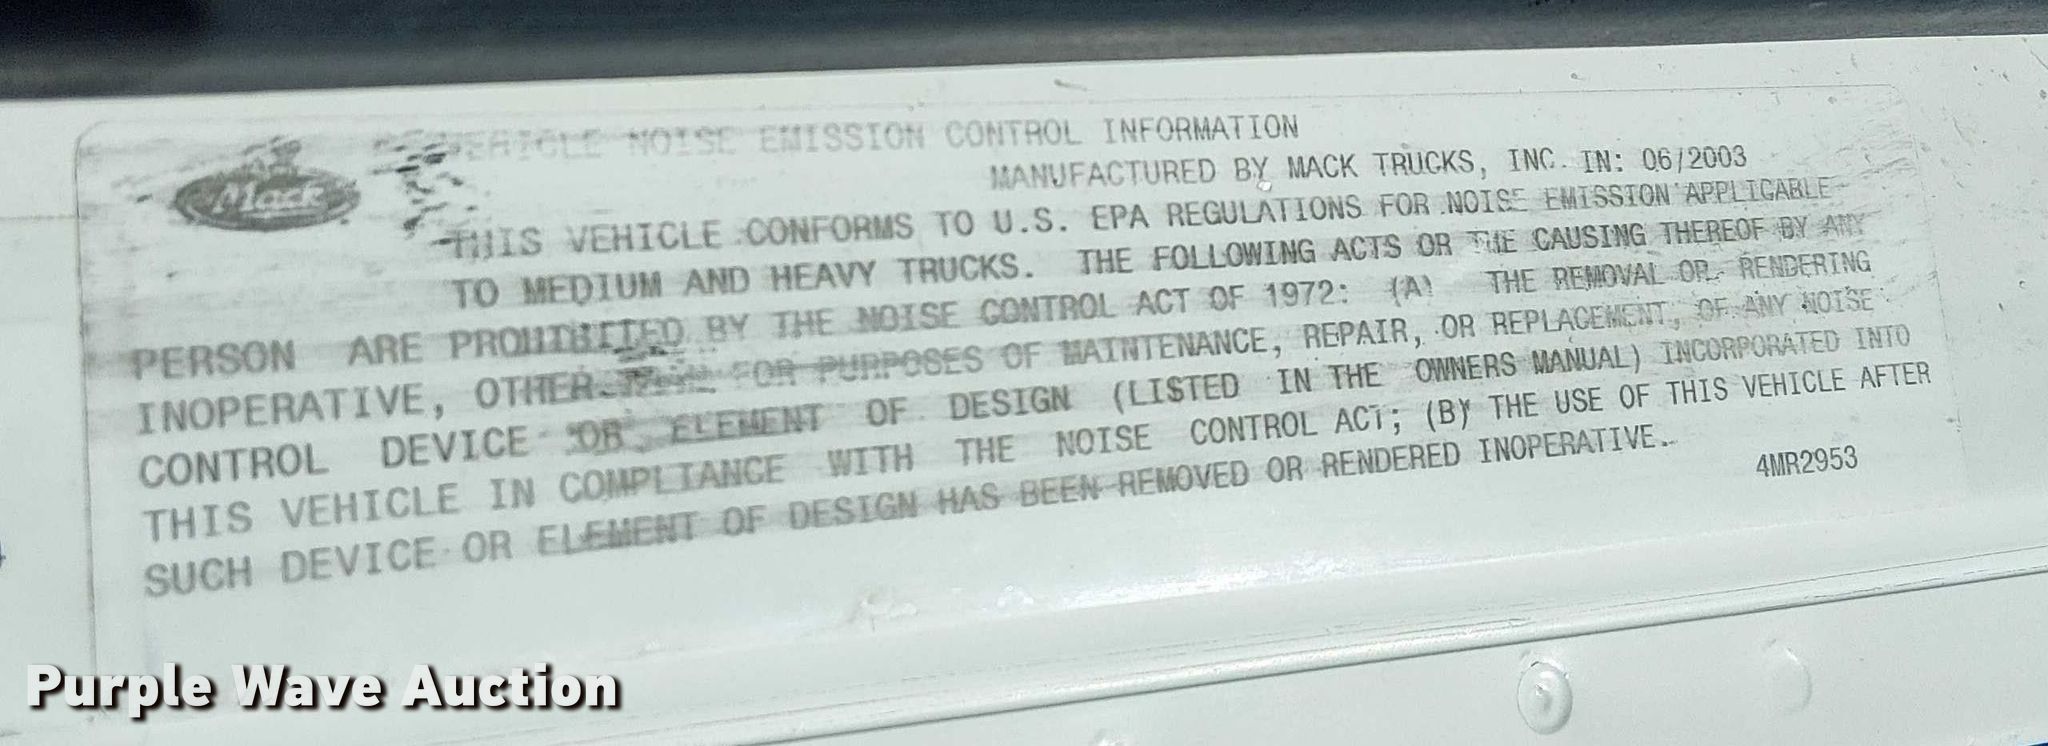 Mack
VEHICLE NOISE EMISSION CONTROL INFORMATION
MANUFACTURED BY MACK TRUCKS, INC. IN: 06/2003
THIS VEHICLE CONFORMS TO U.S. EPA REGULATIONS FOR NOISE EMISSION APPLICABLE
TO MEDIUM AND HEAVY TRUCKS. THE FOLLOWING ACTS OR THE CAUSING THEREOF BY ANY
PERSON ARE PROHIBITED BY THE NOISE CONTROL ACT OF 1972: (A) THE REMOVAL OR RENDERING
INOPERATIVE, OTHER THAN FOR PURPOSES OF MAINTENANCE, REPAIR, OR REPLACEMENT, OF ANY NOISE
CONTROL DEVICE OR ELEMENT OF DESIGN (LISTED IN THE OWNERS MANUAL) INCORPORATED INTO
THIS VEHICLE IN COMPLIANCE WITH THE NOISE CONTROL ACT; (B) THE USE OF THIS VEHICLE AFTER
SUCH DEVICE OR ELEMENT OF DESIGN HAS BEEN REMOVED OR RENDERED INOPERATIVE.
4MR2953
Purple Wave Auction